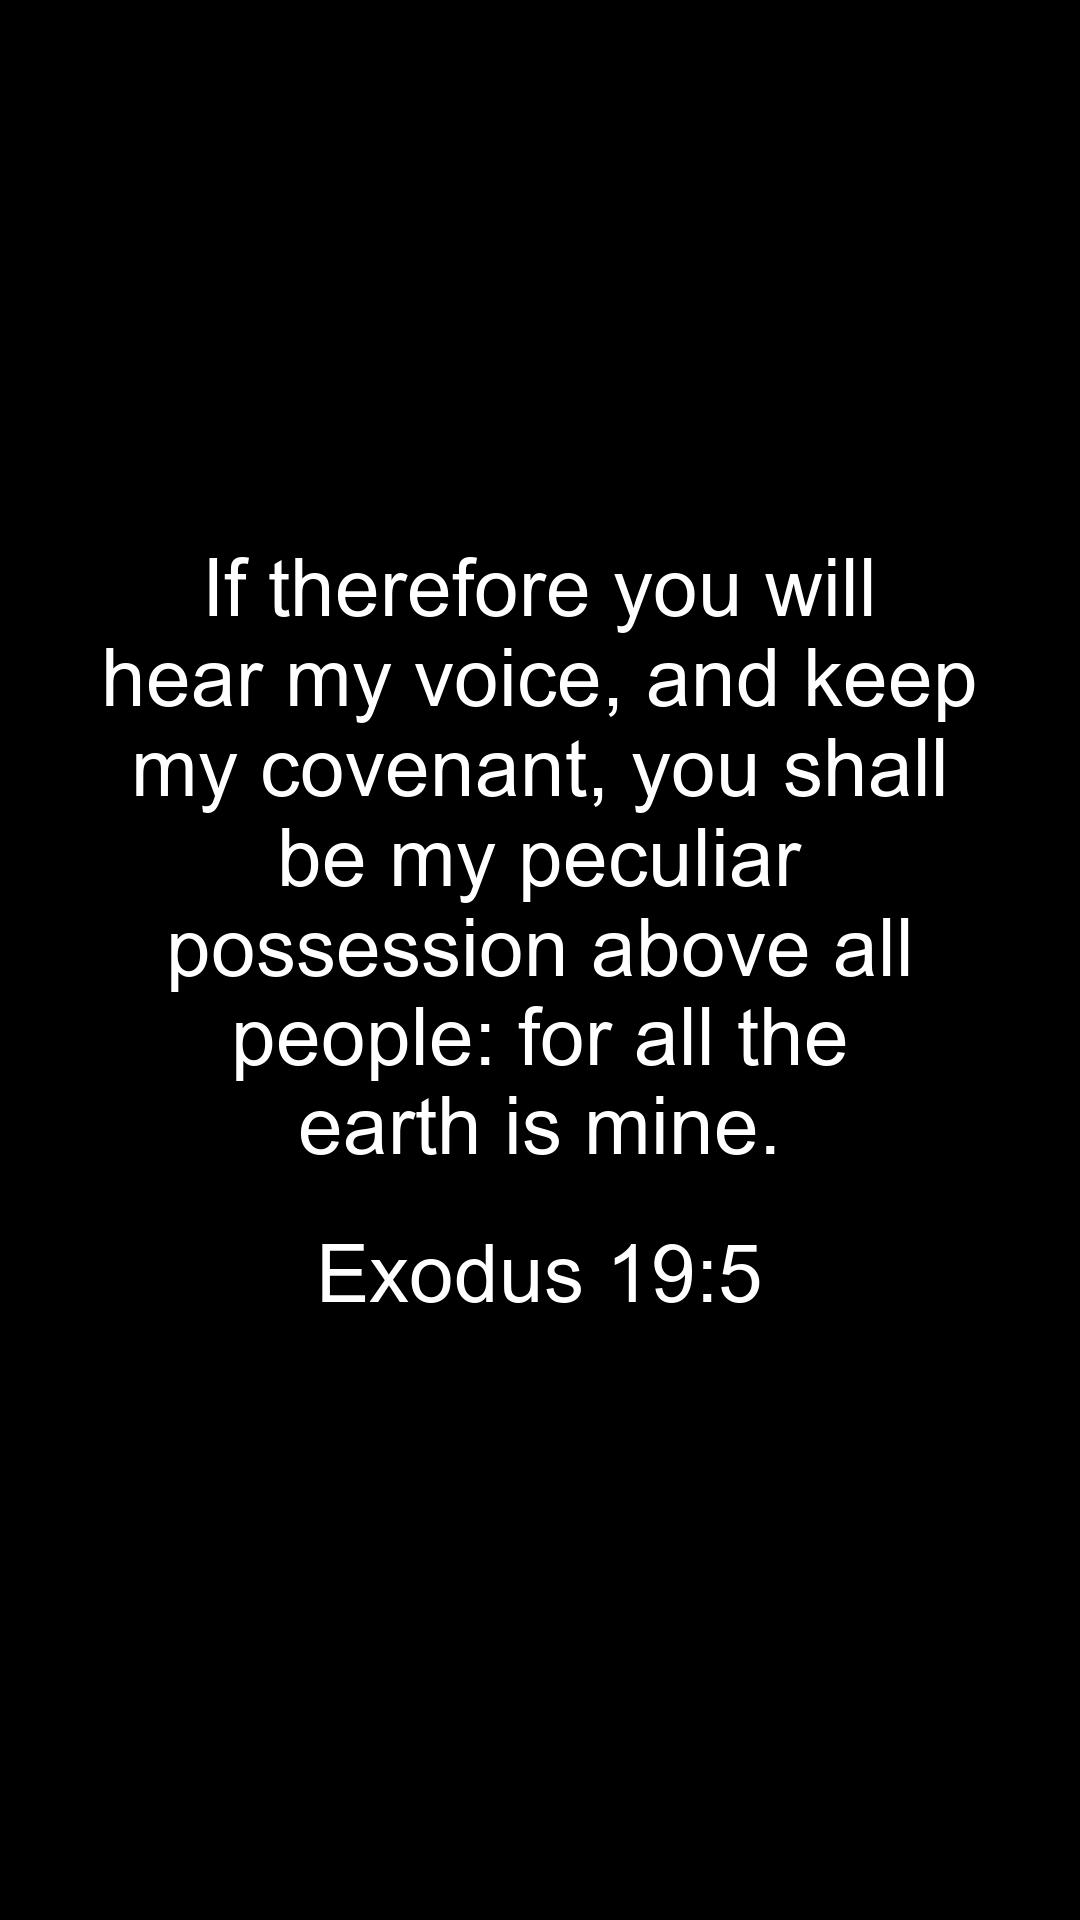 If therefore you will
hear my voice, and keep
my covenant, you shall
be my peculiar
possession above all
people: for all the
earth is mine.
Exodus 19:5